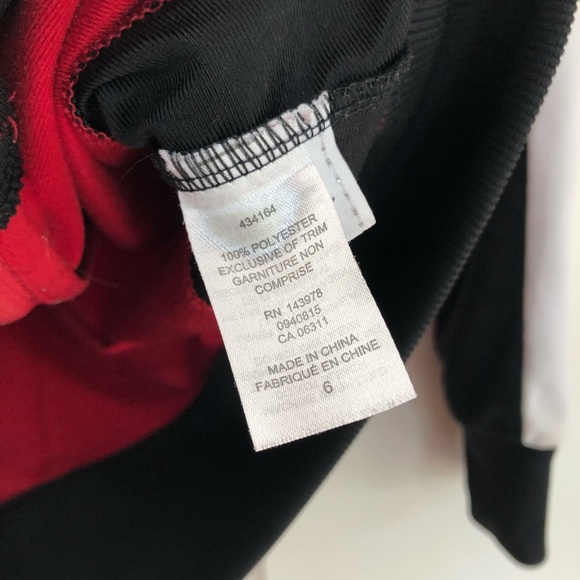 434164
100% POLYESTER
EXCLUSIVE OF TRIM
GARNITURE NON
COMPRISE
RN 143978
0940815
CA 06311
MADE IN CHINA
FABRIQUÉ EN CHINE
6